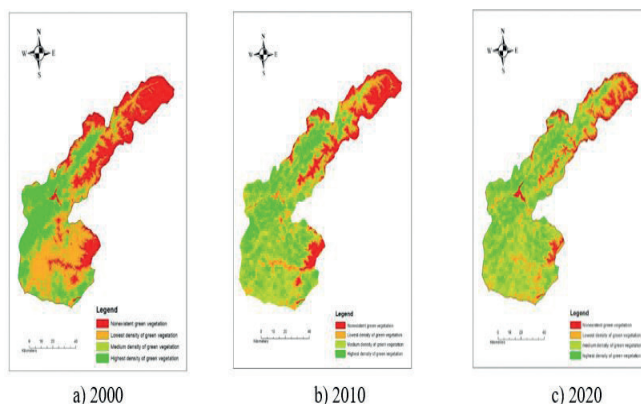 N
W E
S
Legend
Nonexistent green vegetation
Lowest density of green vegetation
Medium density of green vegetation
Highest density of green vegetation
Kilometers
a) 2000
N
W E
S
Legend
Nonexistent green vegetation
Lowest density of green vegetation
Medium density of green vegetation
Highest density of green vegetation
Kilometers
b) 2010
N
W E
S
Legend
Nonexistent green vegetation
Lowest density of green vegetation
Medium density of green vegetation
Highest density of green vegetation
Kilometers
c) 2020